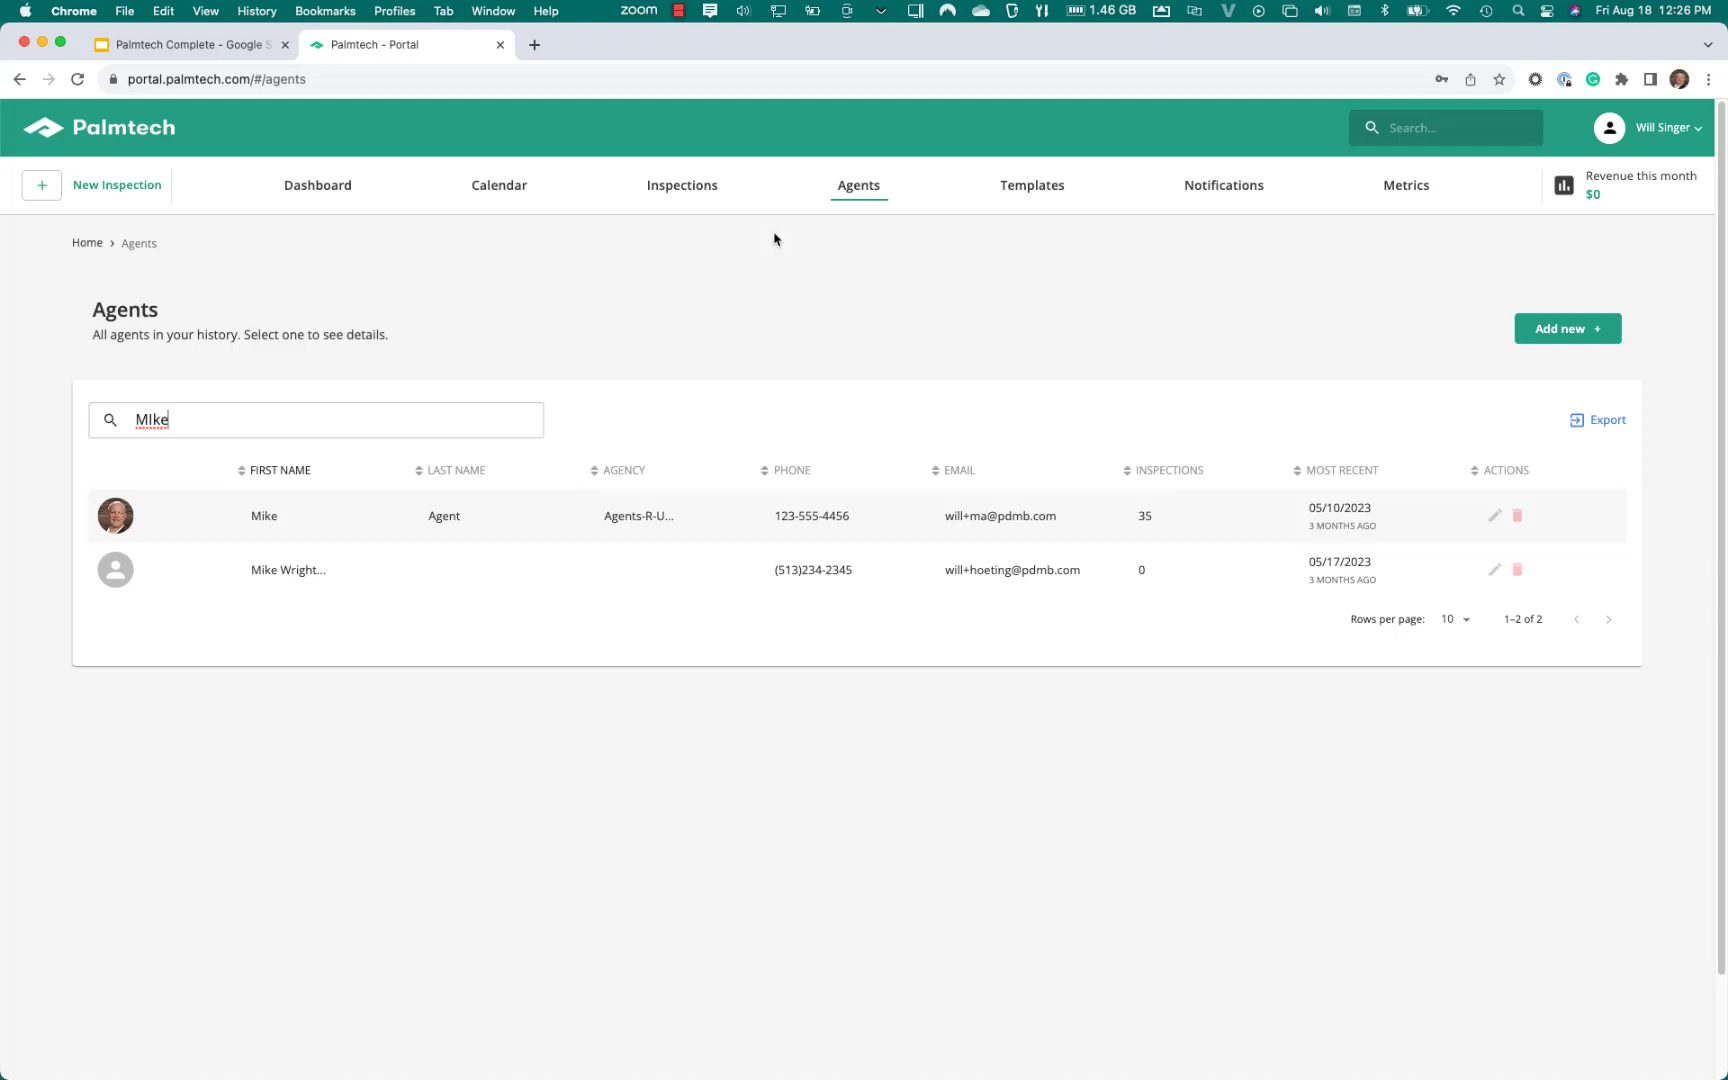 Chrome File Edit View History Bookmarks Profiles Tab Window Help zoom 1.46 GB Fri Aug 18 12:26 PM
Palmtech Complete - Google S Palmtech - Portal
portal.palmtech.com/#/agents
Palmtech Search... Will Singer
New Inspection Dashboard Calendar Inspections Agents Templates Notifications Metrics Revenue this month
$0
Home › Agents
Agents
All agents in your history. Select one to see details.
Add new +
MIke
Export
FIRST NAME LAST NAME AGENCY PHONE EMAIL INSPECTIONS MOST RECENT ACTIONS
Mike Agent Agents-R-U... 123-555-4456 will+ma@pdmb.com 35 05/10/2023
3 MONTHS AGO
Mike Wright... (513)234-2345 will+hoeting@pdmb.com 0 05/17/2023
3 MONTHS AGO
Rows per page: 10 1–2 of 2